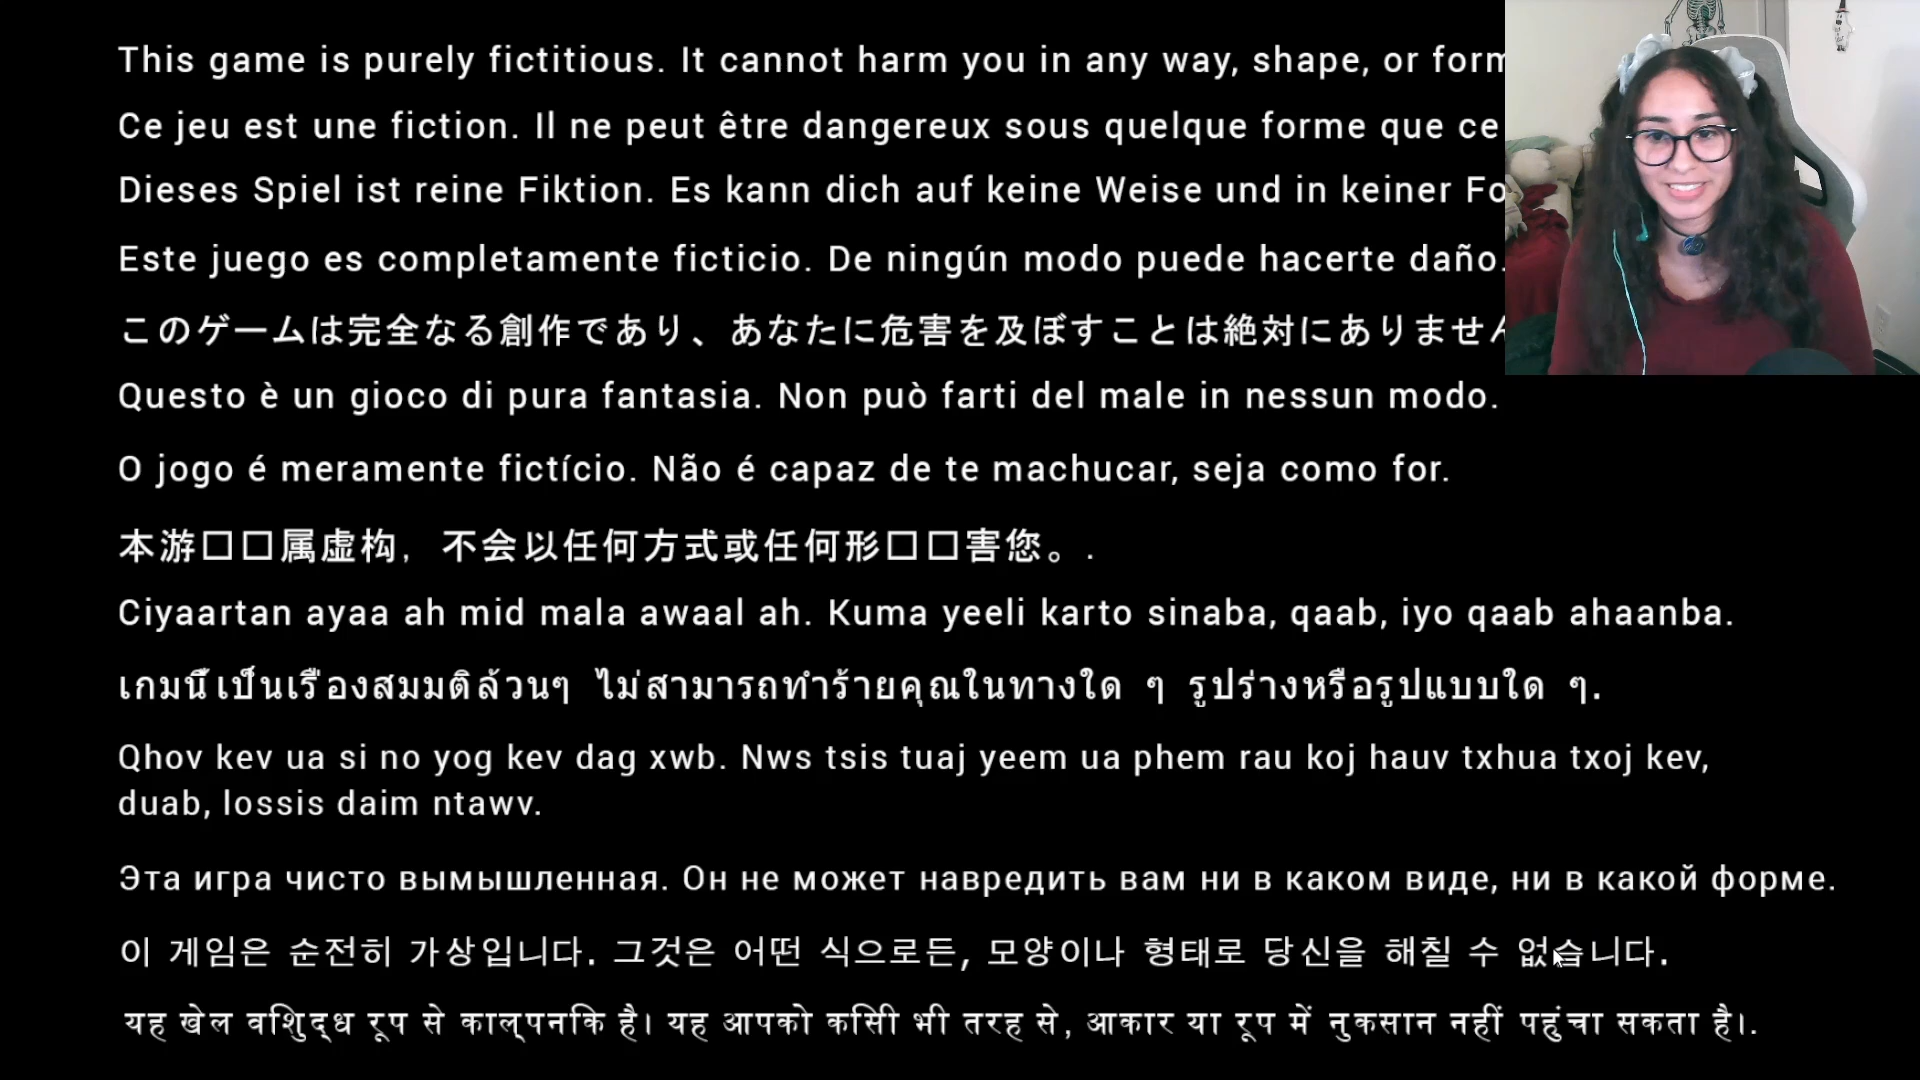 This game is purely fictitious. It cannot harm you in any way, shape, or form
Ce jeu est une fiction. Il ne peut être dangereux sous quelque forme que ce
Dieses Spiel ist reine Fiktion. Es kann dich auf keine Weise und in keiner
Este juego es completamente ficticio. De ningún modo puede hacerte daño.
このゲームは完全なる創作であり、あなたに危害を及ぼすことは絶対にありません
Questo è un gioco di pura fantasia. Non può farti del male in nessun modo.
O jogo é meramente fictício. Não é capaz de te machucar, seja como for.
本游□□属虚构，不会以任何方式或任何形□□害您。.
Ciyaartan ayaa ah mid mala awaal ah. Kuma yeeli karto sinaba, qaab, iyo qaab ahaanba.
เกมนี้เป็นเรื่องสมมติล้วนๆ ไม่สามารถทำร้ายคุณในทางใด ๆ รูปร่างหรือรูปแบบใด ๆ.
Qhov kev ua si no yog kev dag xwb. Nws tsis tuaj yeem ua phem rau koj hauv txhua txoj kev,
duab, lossis daim ntawv.
Эта игра чисто вымышленная. Он не может навредить вам ни в каком виде, ни в какой форме.
이 게임은 순전히 가상입니다. 그것은 어떤 식으로든, 모양이나 형태로 당신을 해칠 수 없습니다.
यह खेल विशुद्ध रूप से काल्पनिक है। यह आपको किसी भी तरह से, आकार या रूप में नुकसान नहीं पहुंचा सकता है।.